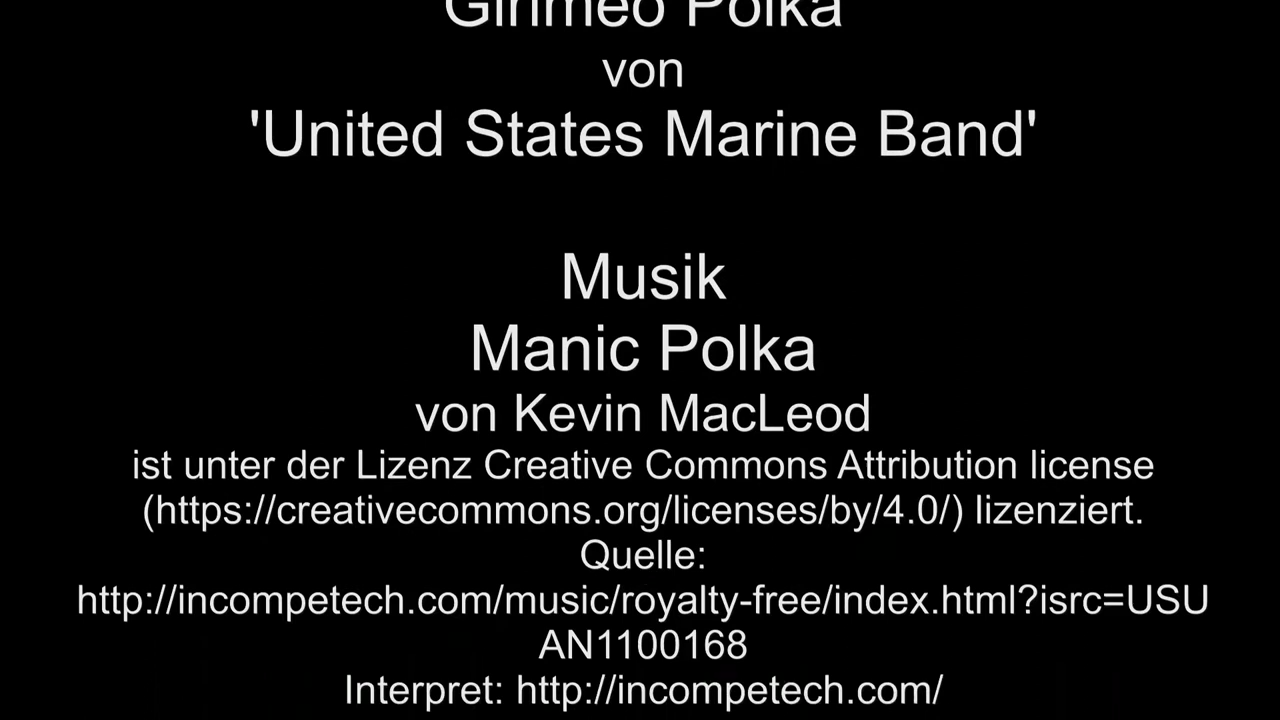 Girimeo Polka
von
'United States Marine Band'
Musik
Manic Polka
von Kevin MacLeod
ist unter der Lizenz Creative Commons Attribution license
(https://creativecommons.org/licenses/by/4.0/) lizenziert.
Quelle:
http://incompetech.com/music/royalty-free/index.html?isrc=USU
AN1100168
Interpret: http://incompetech.com/